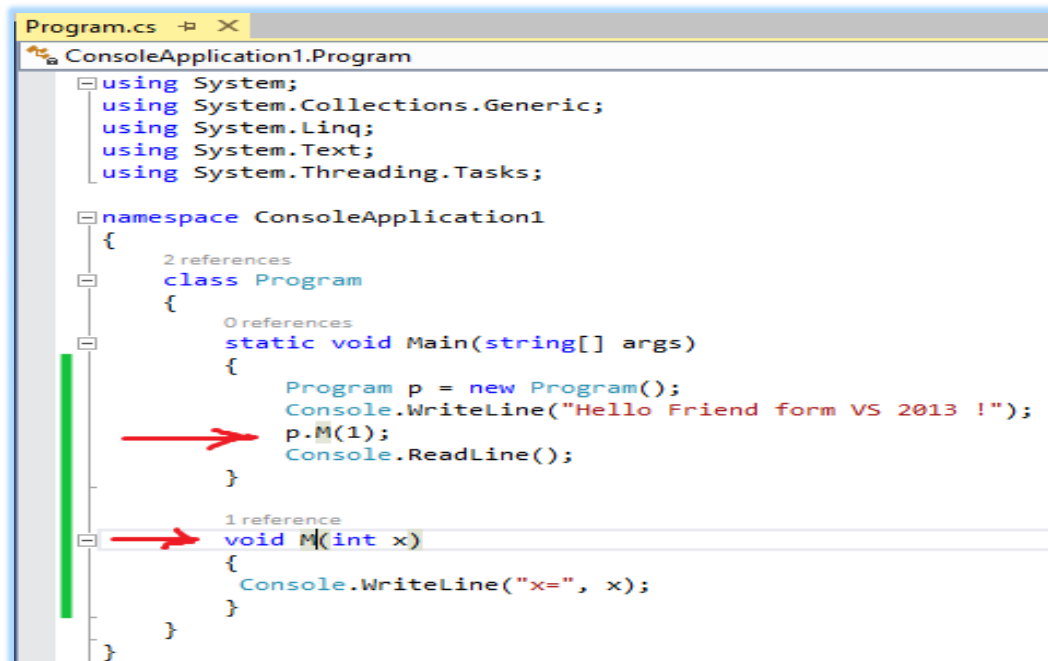 Program.cs
ConsoleApplication1.Program
using System;
using System.Collections.Generic;
using System.Linq;
using System.Text;
using System.Threading.Tasks;
namespace ConsoleApplication1
{
2 references
class Program
{
0 references
static void Main(string[] args)
{
Program p = new Program();
Console.WriteLine("Hello Friend form VS 2013 !");
p.M(1);
Console.ReadLine();
}
1 reference
void M(int x)
{
Console.WriteLine("x=", x);
}
}
}